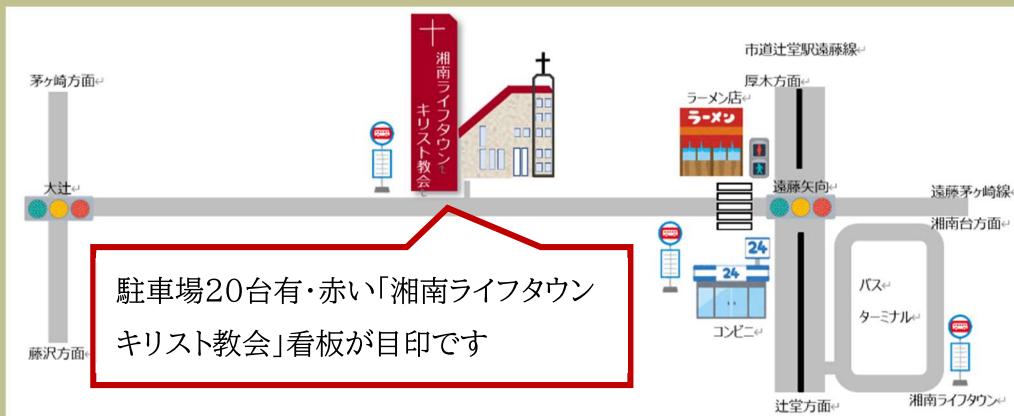 市道辻堂駅遠藤線
厚木方面
茅ヶ崎方面
湘南ライフタウン
キリスト教会
ラーメン店
ラーメン
大辻
遠藤矢向
遠藤茅ヶ崎線
湘南台方面
24
24
コンビニ
バス
ターミナル
駐車場20台有・赤い「湘南ライフタウン
キリスト教会」看板が目印です
藤沢方面
辻堂方面
湘南ライフタウン